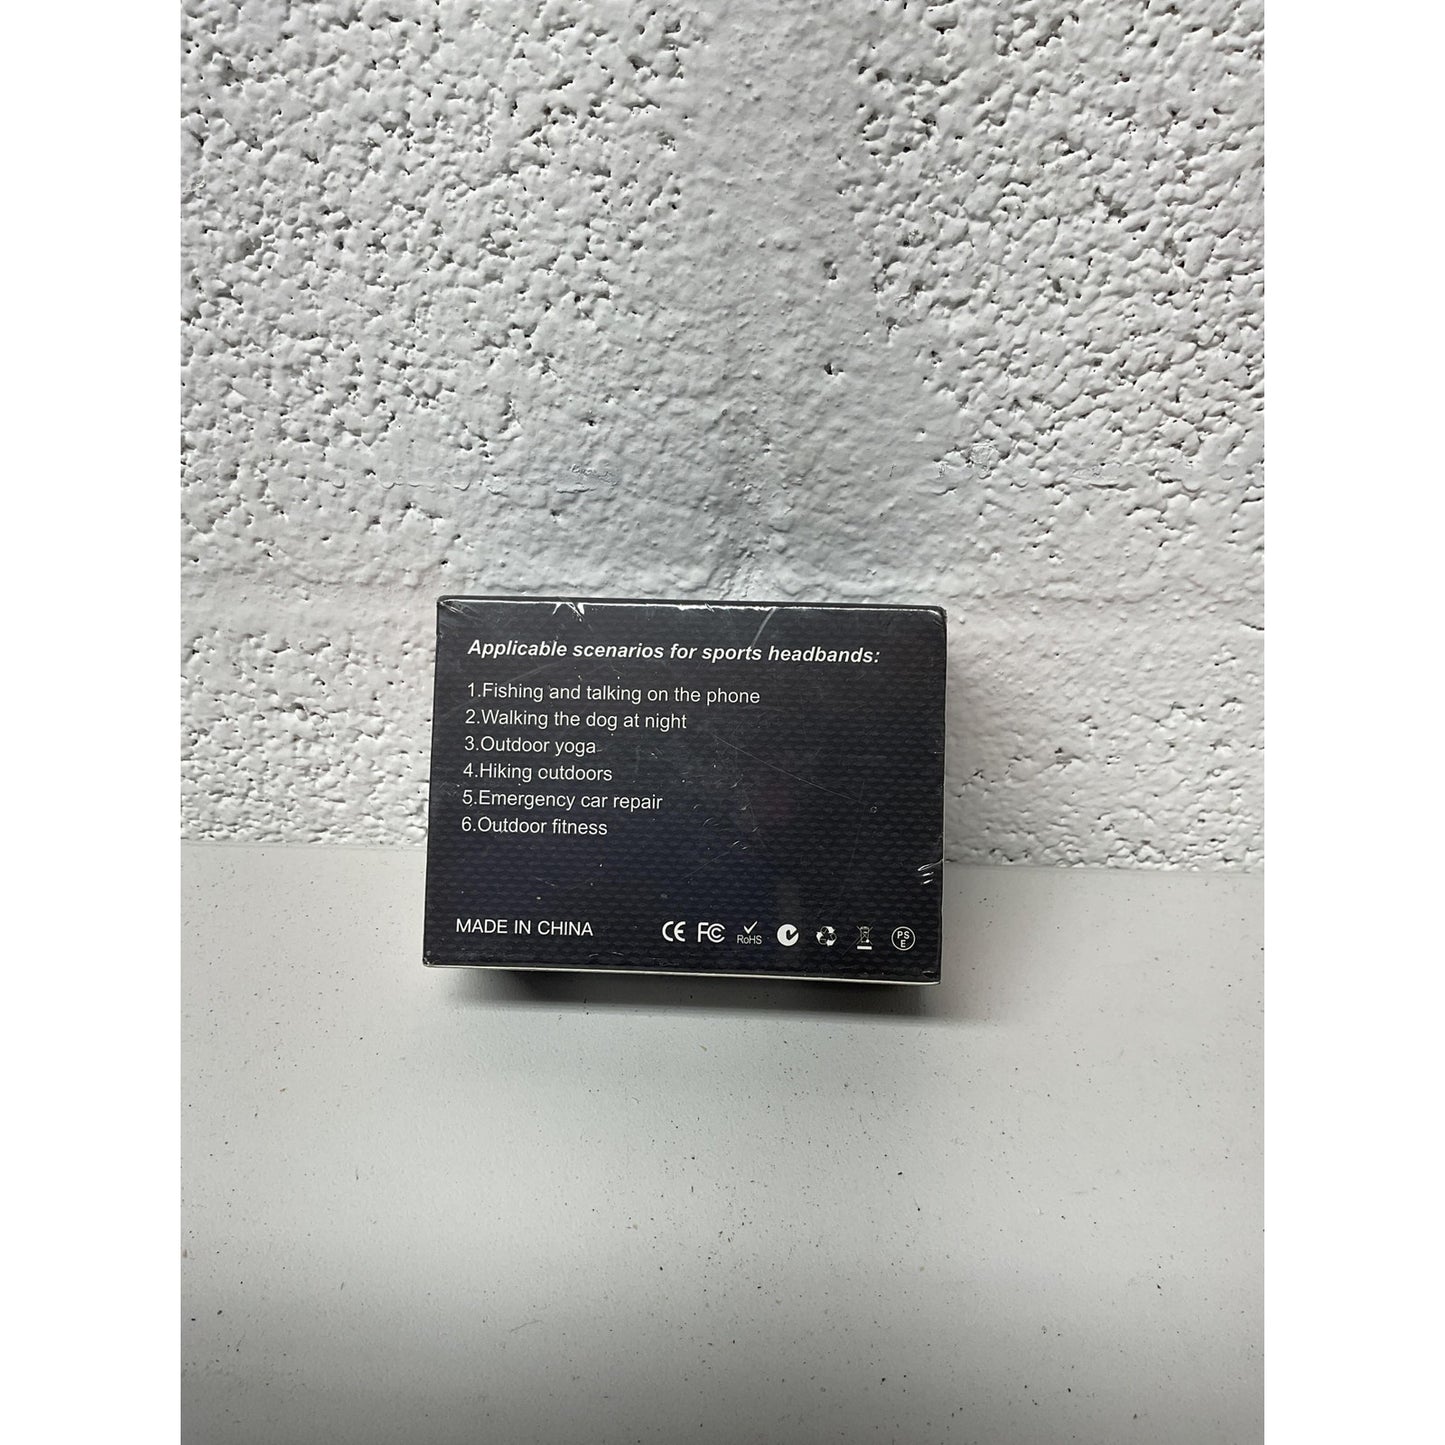 Applicable scenarios for sports headbands:
1.Fishing and talking on the phone
2.Walking the dog at night
3.Outdoor yoga
4.Hiking outdoors
5.Emergency car repair
6.Outdoor fitness
MADE IN CHINA CE FC RoHS PS E